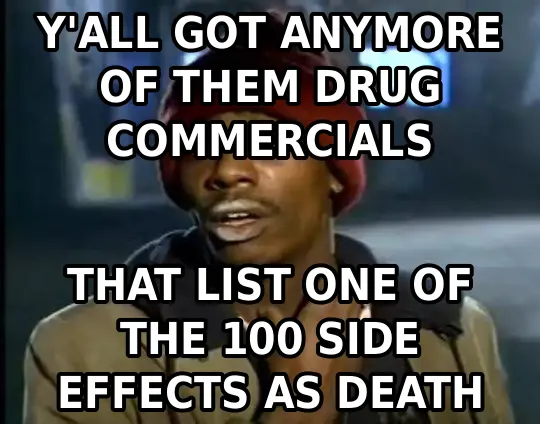 Y'ALL GOT ANYMORE
OF THEM DRUG
COMMERCIALS
THAT LIST ONE OF
THE 100 SIDE
EFFECTS AS DEATH